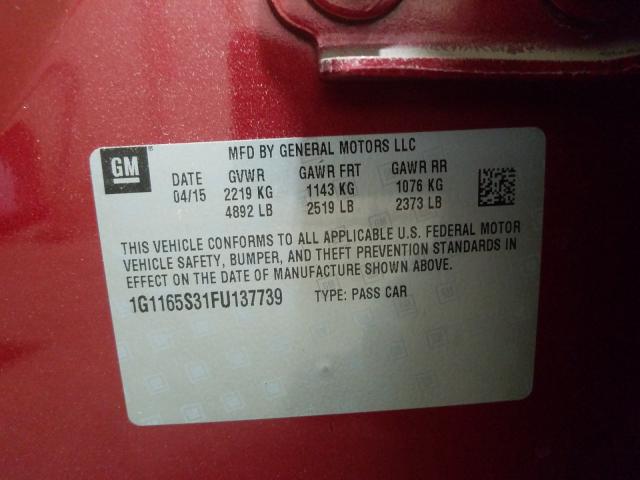 GM
MFD BY GENERAL MOTORS LLC
DATE GVWR GAWR FRT GAWR RR
04/15 2219 KG 1143 KG 1076 KG
4892 LB 2519 LB 2373 LB
THIS VEHICLE CONFORMS TO ALL APPLICABLE U.S. FEDERAL MOTOR
VEHICLE SAFETY, BUMPER, AND THEFT PREVENTION STANDARDS IN
EFFECT ON THE DATE OF MANUFACTURE SHOWN ABOVE.
1G1165S31FU137739 TYPE: PASS CAR